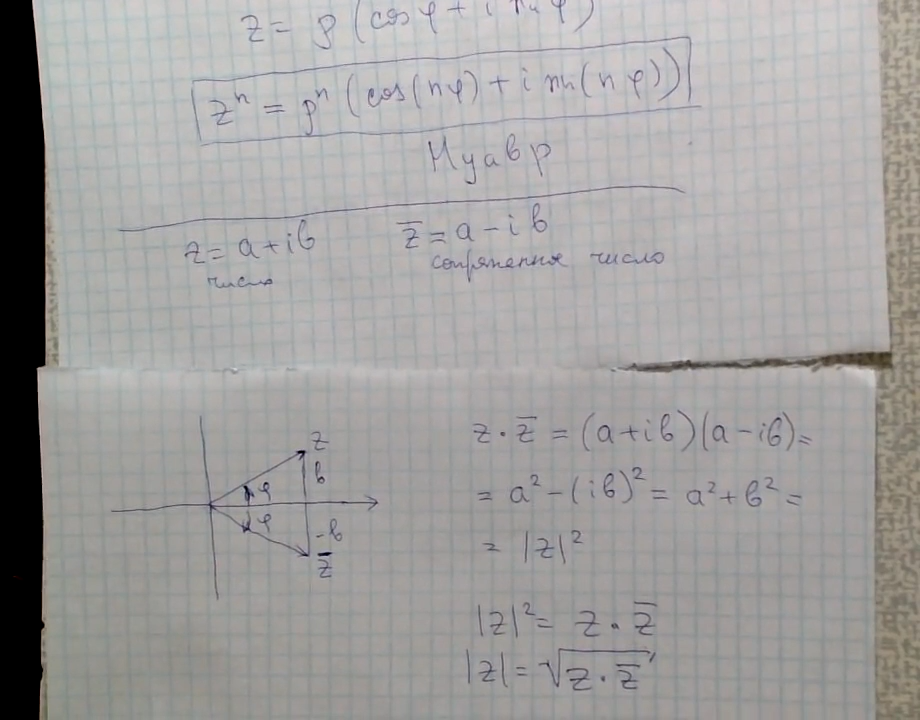 z = ρ (cos φ + i sin φ)
zⁿ = ρⁿ (cos(nφ) + i sin(nφ))
Муавр
z = a + ib
z̅ = a - ib
число
сопряженное число
z
b
φ
φ
-b
z̅
z · z̅ = (a+ib)(a-ib) =
= a² - (ib)² = a² + b² =
= |z|²
|z|² = z · z̅
|z| = √z · z̅